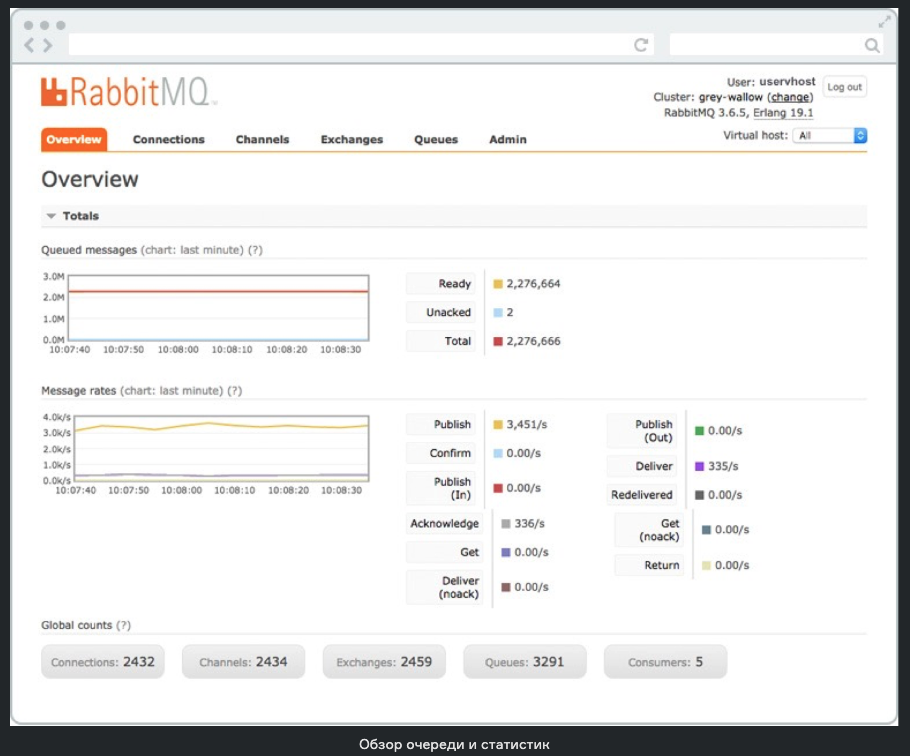 RabbitMQ
User: uservhost
Log out
Cluster: grey-wallow (change)
RabbitMQ 3.6.5, Erlang 19.1
Overview Connections Channels Exchanges Queues Admin
Virtual host: All
Overview
Totals
Queued messages (chart: last minute) (?)
3.0M
2.0M
1.0M
0.0M
10:07:40 10:07:50 10:08:00 10:08:10 10:08:20 10:08:30
Ready 2,276,664
Unacked 2
Total 2,276,666
Message rates (chart: last minute) (?)
4.0k/s
3.0k/s
2.0k/s
1.0k/s
0.0k/s
10:07:40 10:07:50 10:08:00 10:08:10 10:08:20 10:08:30
Publish 3,451/s
Confirm 0.00/s
Publish
(In) 0.00/s
Acknowledge 336/s
Get 0.00/s
Deliver
(noack) 0.00/s
Publish
(Out) 0.00/s
Deliver 335/s
Redelivered 0.00/s
Get
(noack) 0.00/s
Return 0.00/s
Global counts (?)
Connections: 2432 Channels: 2434 Exchanges: 2459 Queues: 3291 Consumers: 5
Обзор очереди и статистик